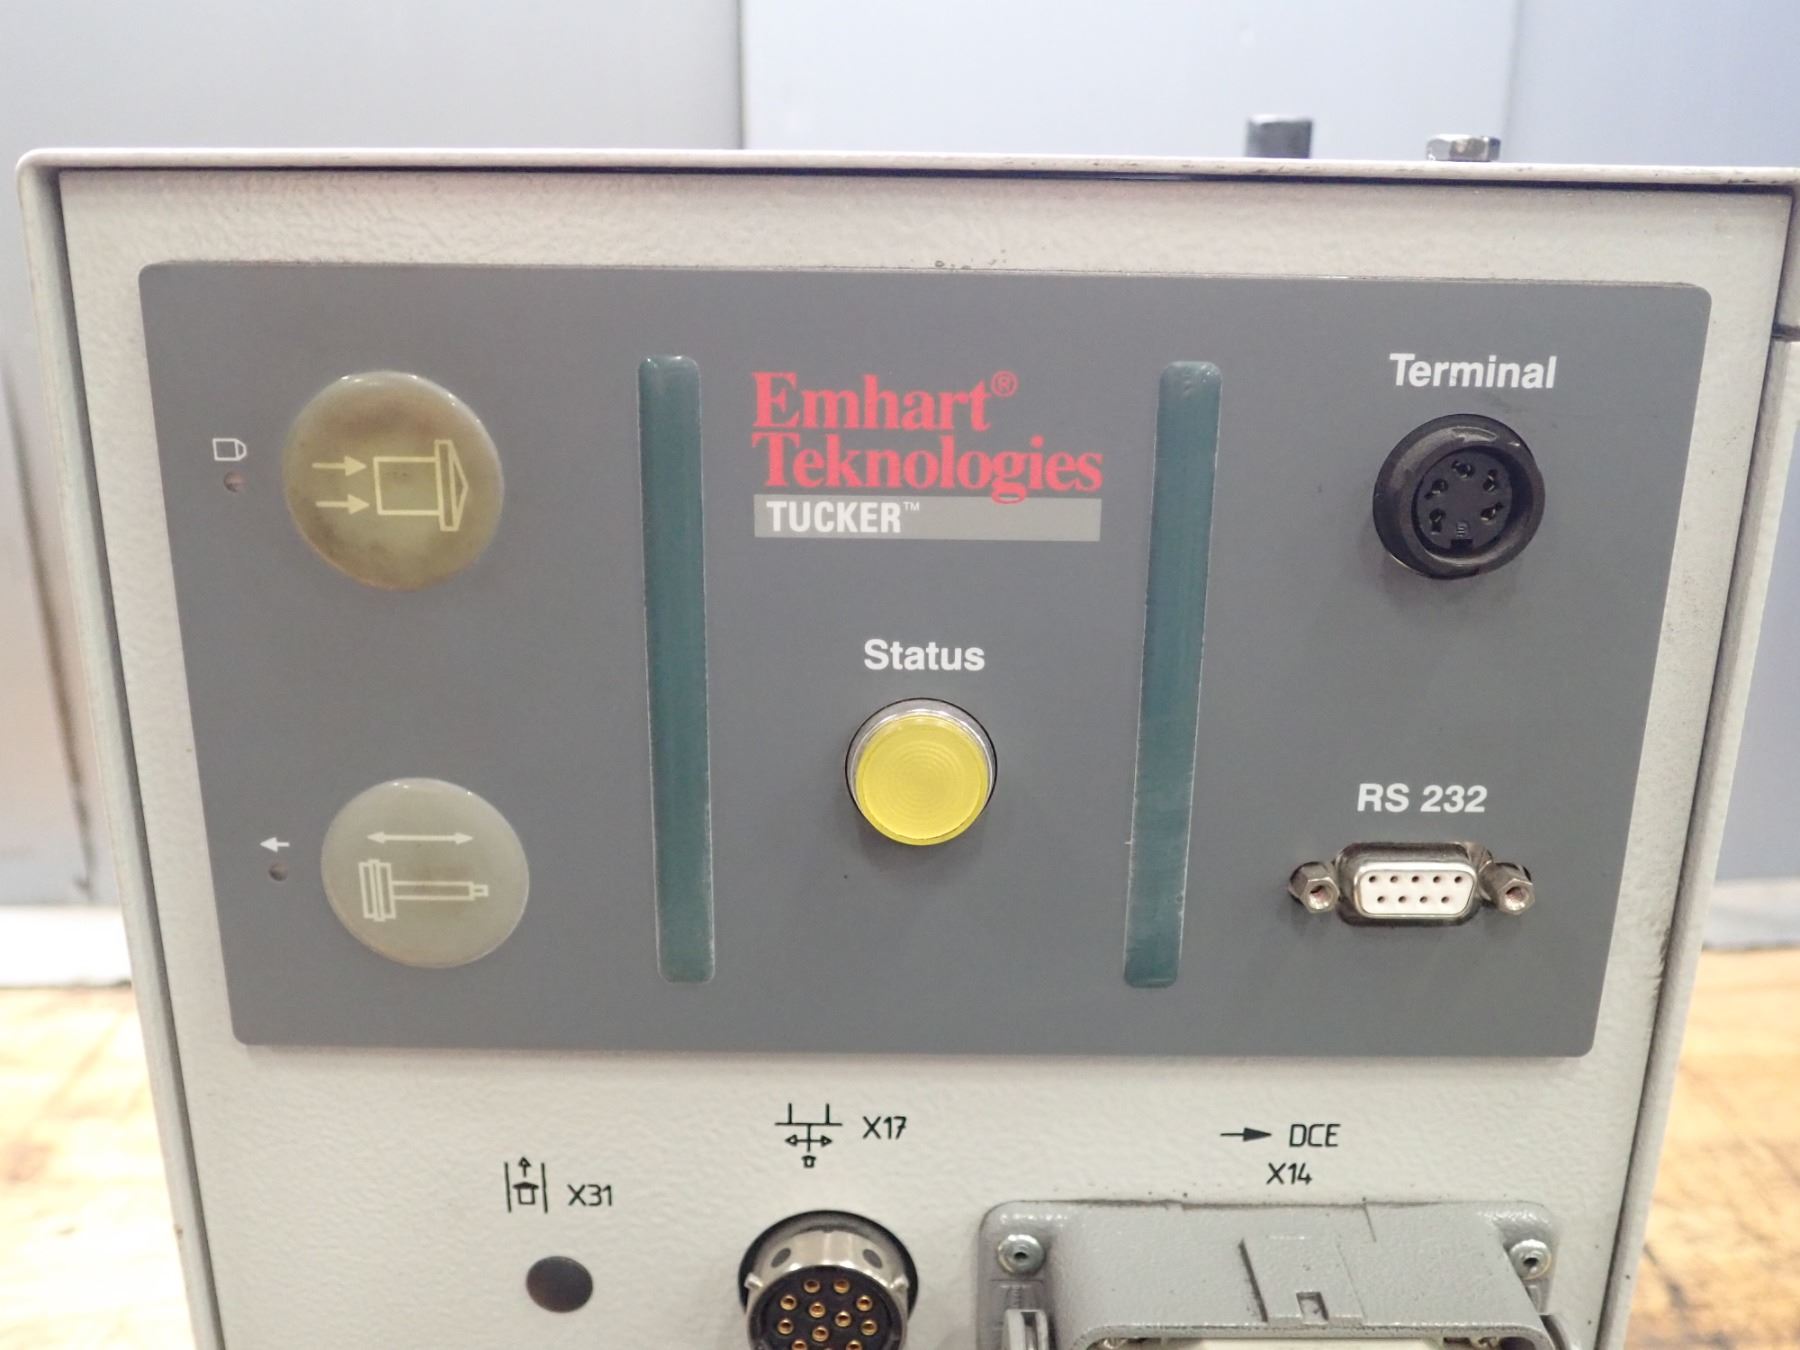 Emhart®
Teknologies
TUCKER™
Terminal
Status
RS 232
X17
DCE
X14
X31